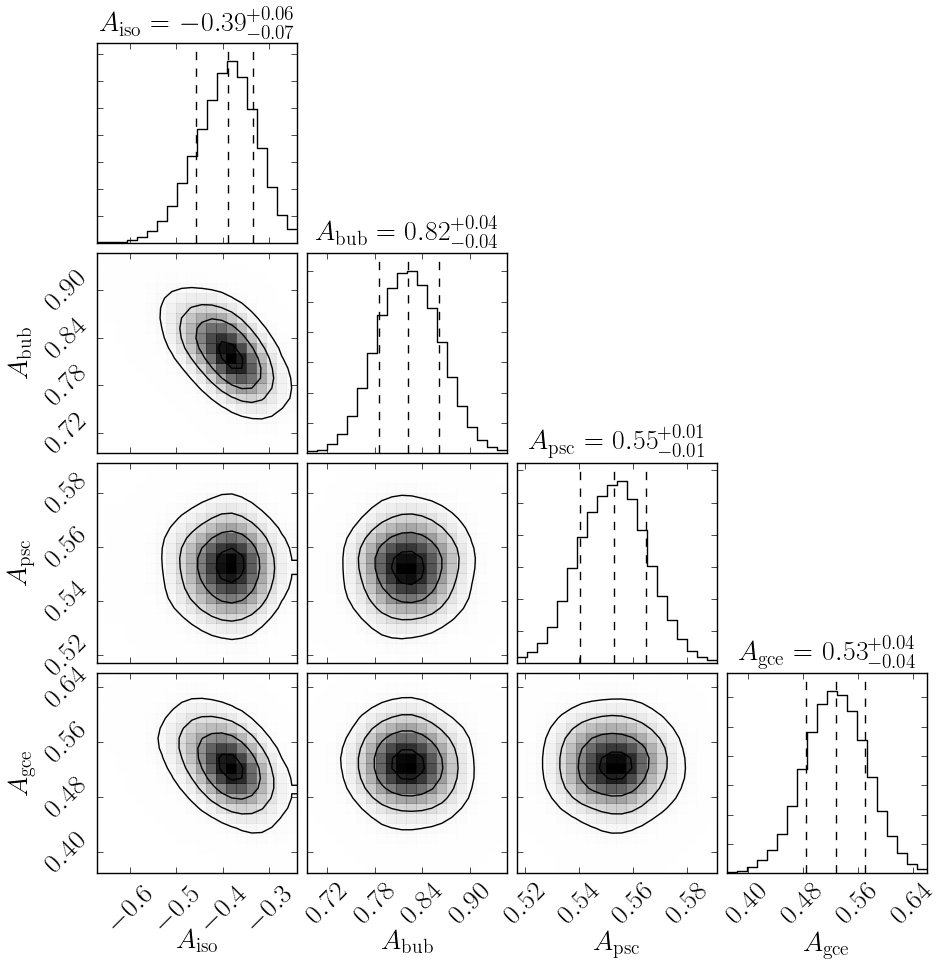 A_iso = −0.39^{+0.06}_{−0.07}
A_bub = 0.82^{+0.04}_{−0.04}
A_bub
0.90
0.84
0.78
0.72
A_psc = 0.55^{+0.01}_{−0.01}
A_psc
0.58
0.56
0.54
0.52
A_gce = 0.53^{+0.04}_{−0.04}
A_gce
0.64
0.56
0.48
0.40
−0.6 −0.5 −0.4 −0.3 0.72 0.78 0.84 0.90 0.52 0.54 0.56 0.58 0.40 0.48 0.56 0.64
A_iso A_bub A_psc A_gce